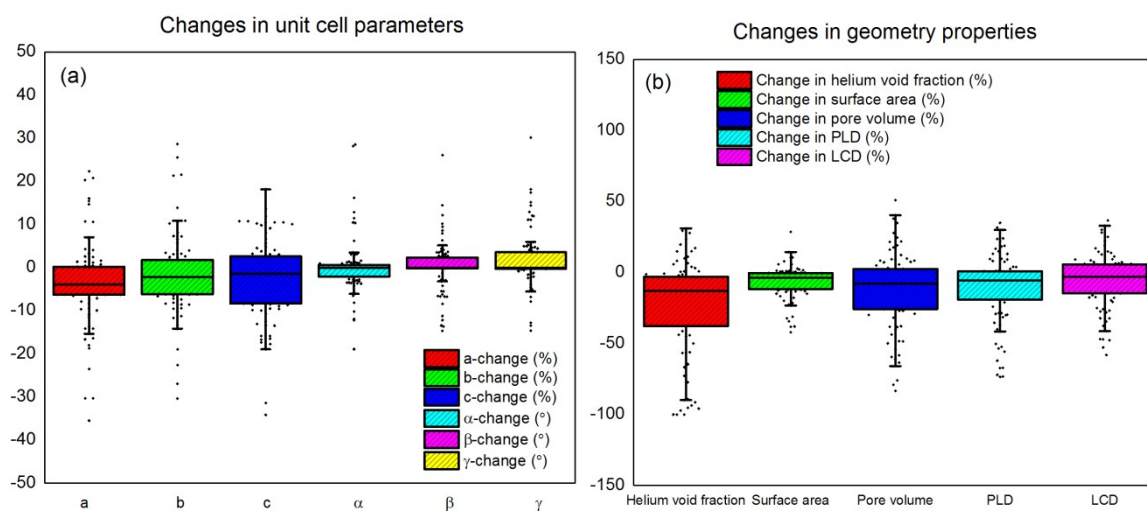 Changes in unit cell parameters
(a)
50
40
30
20
10
0
-10
-20
-30
-40
-50
a-change (%)
b-change (%)
c-change (%)
α-change (°)
β-change (°)
γ-change (°)
a b c α β γ
Changes in geometry properties
(b)
150
100
50
0
-50
-100
-150
Change in helium void fraction (%)
Change in surface area (%)
Change in pore volume (%)
Change in PLD (%)
Change in LCD (%)
Helium void fraction Surface area Pore volume PLD LCD